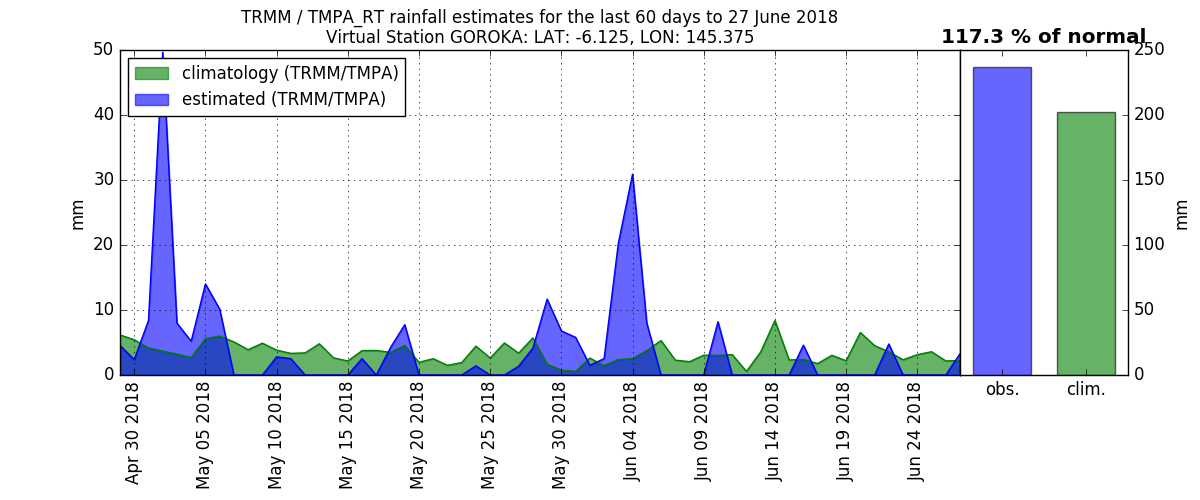 TRMM / TMPA_RT rainfall estimates for the last 60 days to 27 June 2018
Virtual Station GOROKA: LAT: -6.125, LON: 145.375
117.3 % of normal
climatology (TRMM/TMPA)
estimated (TRMM/TMPA)
50
40
30
20
10
0
mm
Apr 30 2018
May 05 2018
May 10 2018
May 15 2018
May 20 2018
May 25 2018
May 30 2018
Jun 04 2018
Jun 09 2018
Jun 14 2018
Jun 19 2018
Jun 24 2018
250
200
150
100
50
0
mm
obs.
clim.